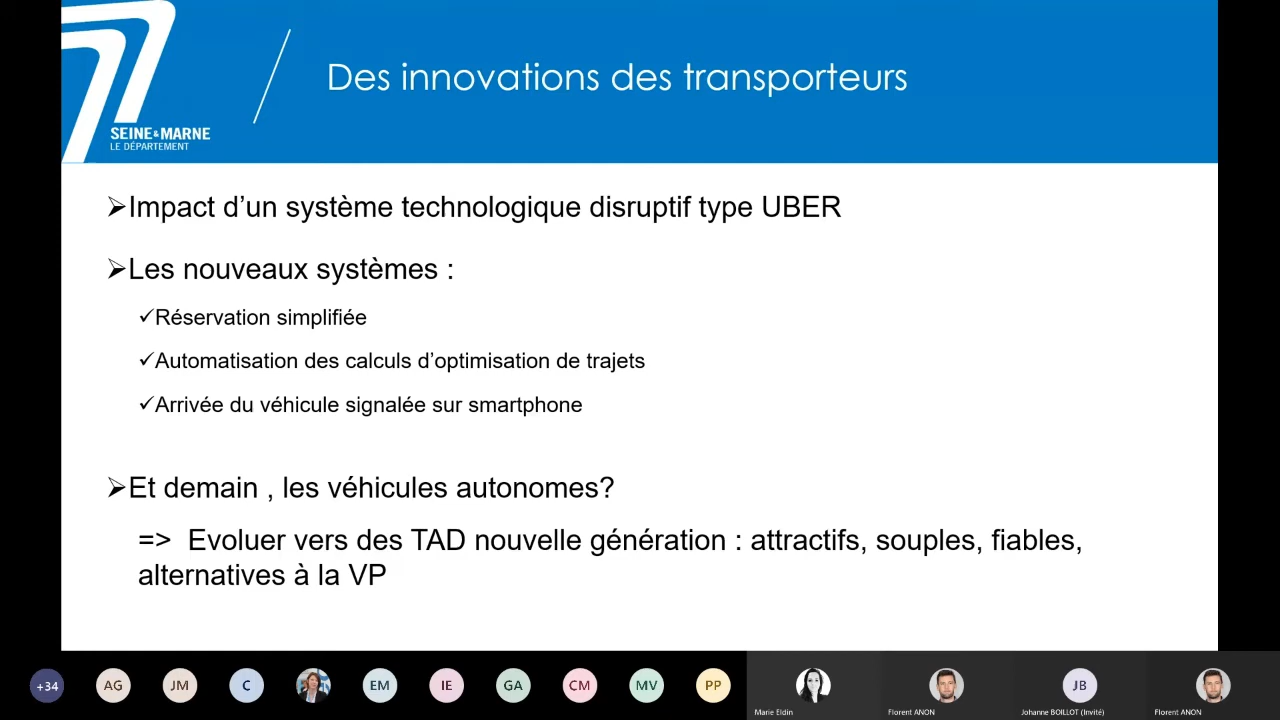 Des innovations des transporteurs
SEINE&MARNE
LE DÉPARTEMENT
➢Impact d’un système technologique disruptif type UBER
➢Les nouveaux systèmes :
✓Réservation simplifiée
✓Automatisation des calculs d’optimisation de trajets
✓Arrivée du véhicule signalée sur smartphone
➢Et demain , les véhicules autonomes?
=> Evoluer vers des TAD nouvelle génération : attractifs, souples, fiables,
alternatives à la VP
+34 AG JM C EM IE GA CM MV PP JB
Marie Eldin Florent ANON Johanne BOILLOT (Invité) Florent ANON